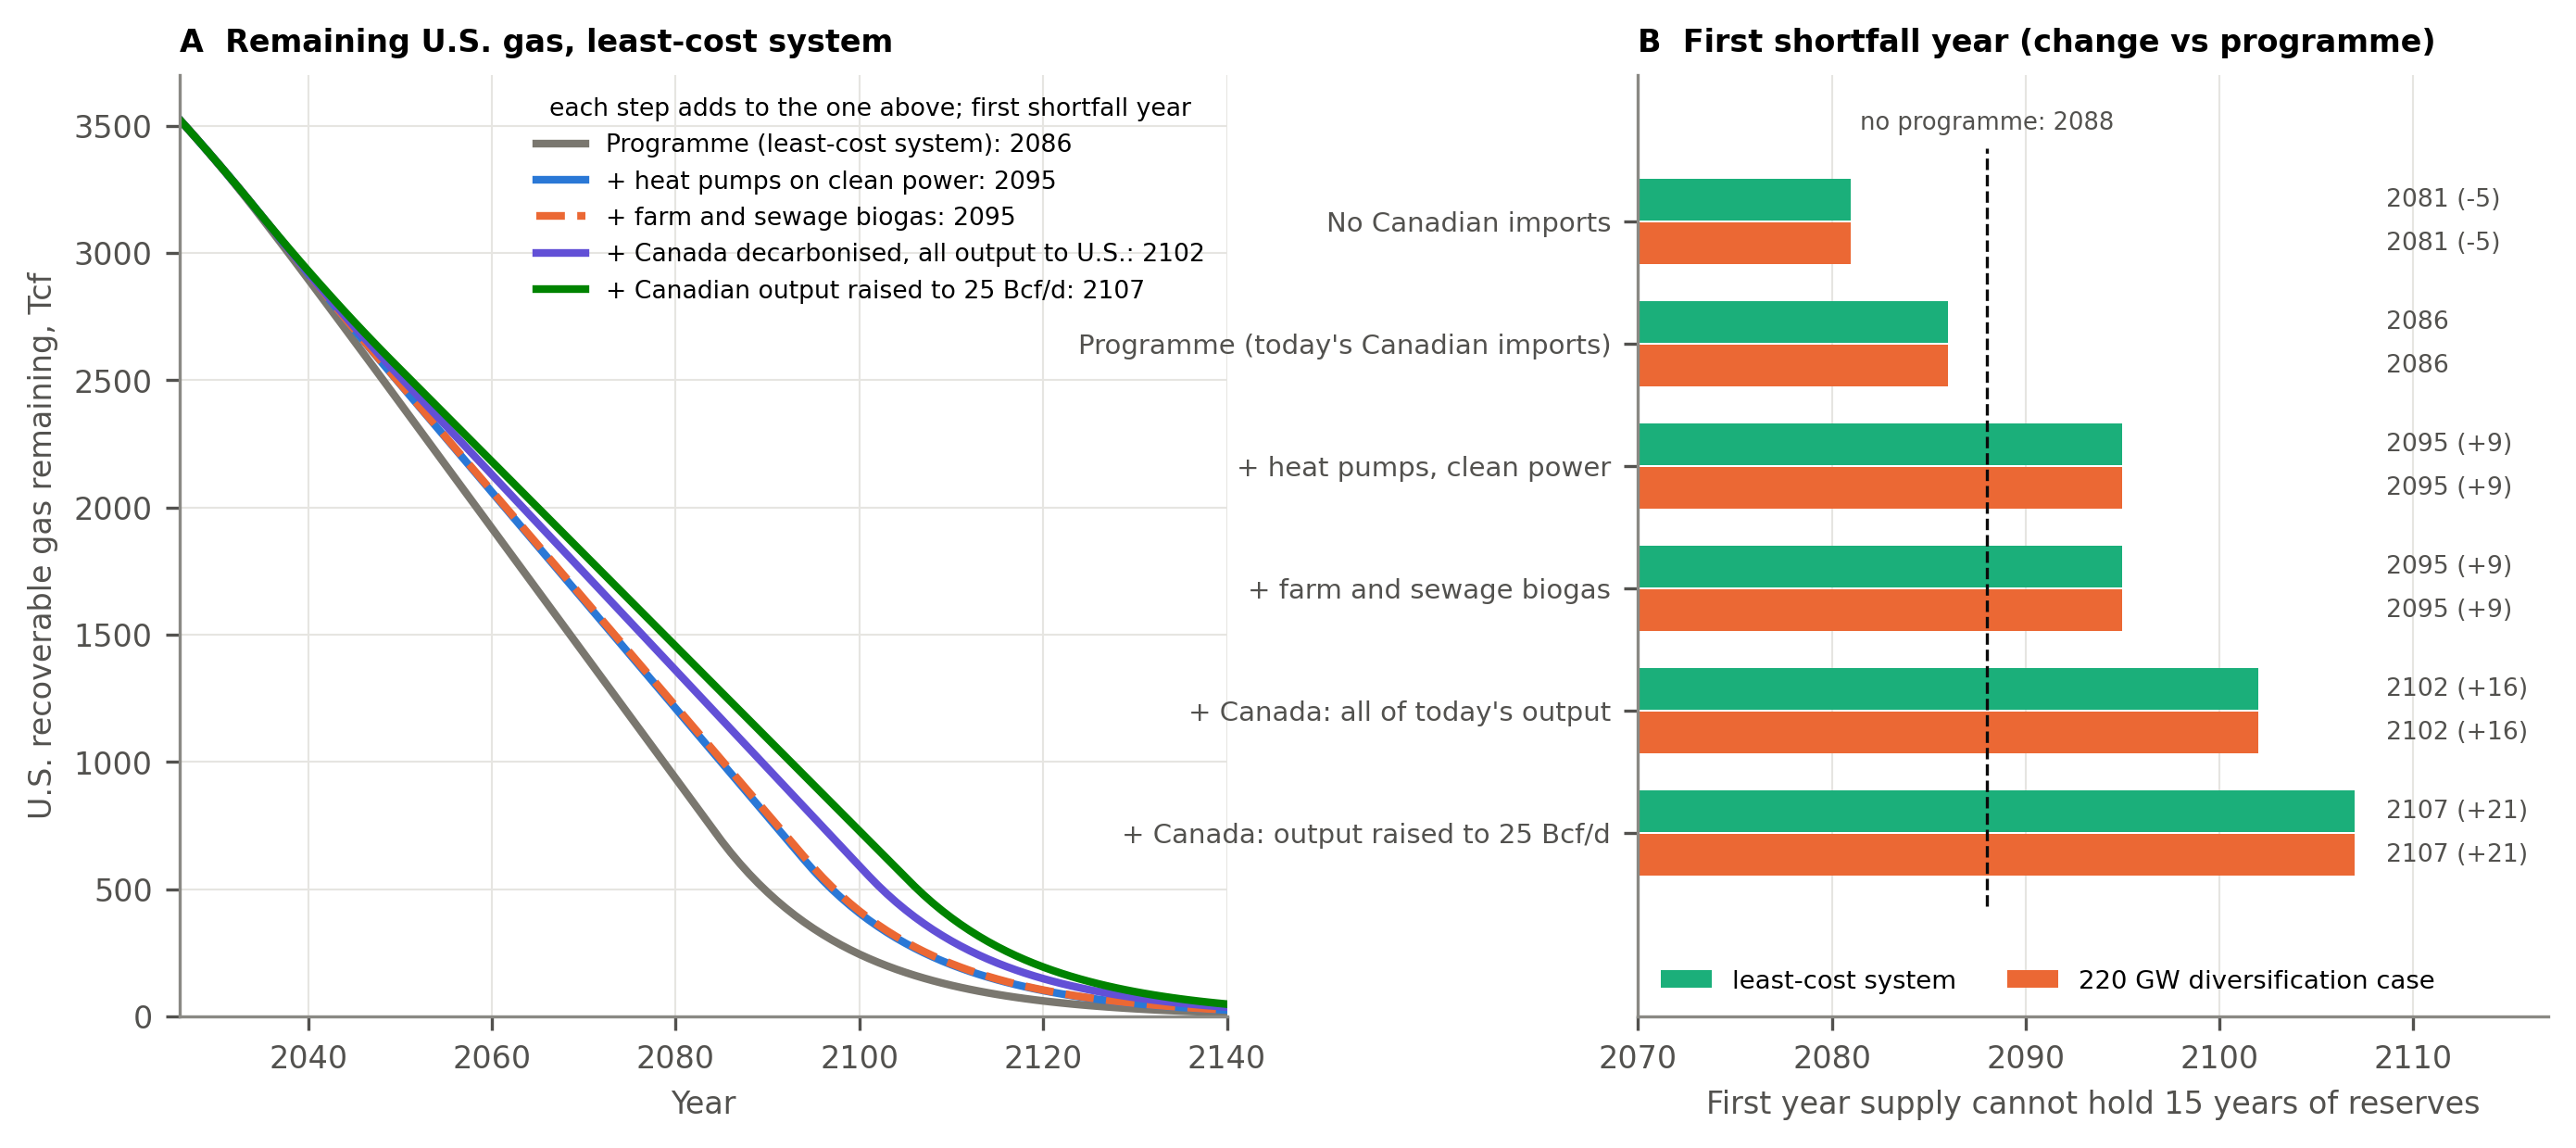 A  Remaining U.S. gas, least-cost system
U.S. recoverable gas remaining, Tcf
3500
3000
2500
2000
1500
1000
500
0
each step adds to the one above; first shortfall year
Programme (least-cost system): 2086
+ heat pumps on clean power: 2095
+ farm and sewage biogas: 2095
+ Canada decarbonised, all output to U.S.: 2102
+ Canadian output raised to 25 Bcf/d: 2107
2040 2060 2080 2100 2120 2140
Year
B  First shortfall year (change vs programme)
no programme: 2088
No Canadian imports
2081 (-5)
2081 (-5)
Programme (today's Canadian imports)
2086
2086
+ heat pumps, clean power
2095 (+9)
2095 (+9)
+ farm and sewage biogas
2095 (+9)
2095 (+9)
+ Canada: all of today's output
2102 (+16)
2102 (+16)
+ Canada: output raised to 25 Bcf/d
2107 (+21)
2107 (+21)
least-cost system
220 GW diversification case
2070 2080 2090 2100 2110
First year supply cannot hold 15 years of reserves